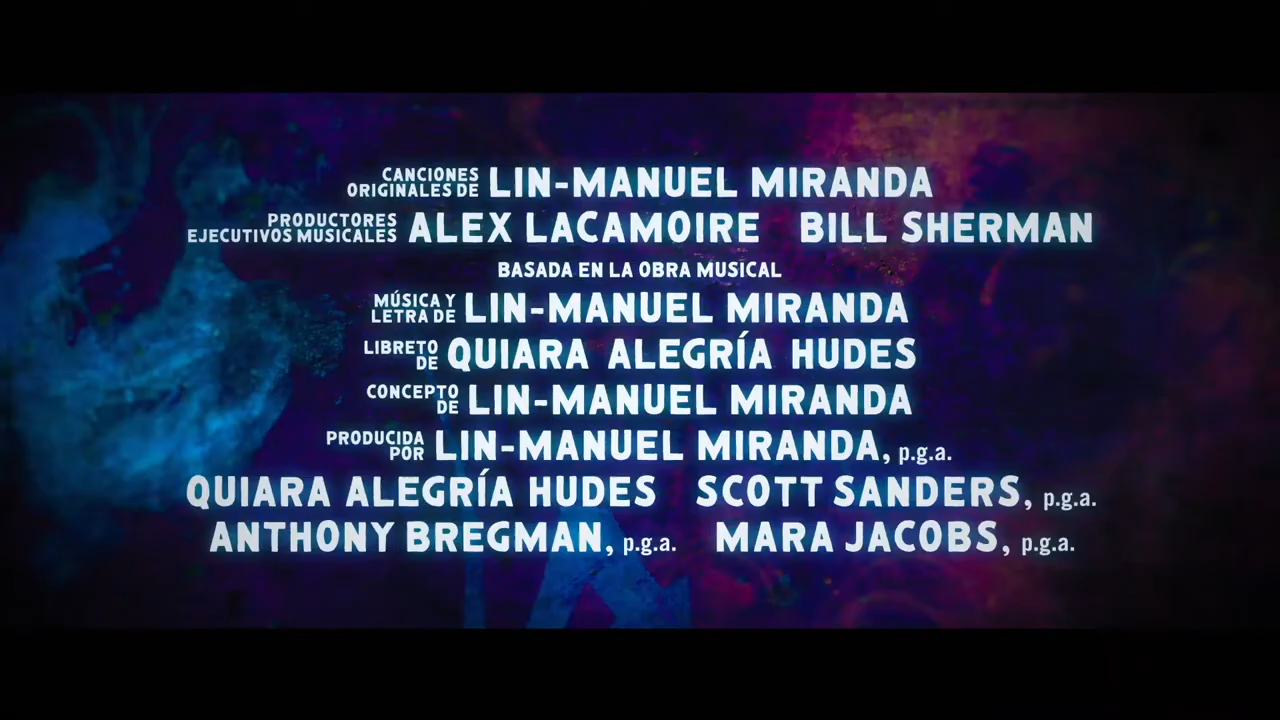 CANCIONES ORIGINALES DE LIN-MANUEL MIRANDA
PRODUCTORES EJECUTIVOS MUSICALES ALEX LACAMOIRE BILL SHERMAN
BASADA EN LA OBRA MUSICAL
MÚSICA Y LETRA DE LIN-MANUEL MIRANDA
LIBRETO DE QUIARA ALEGRÍA HUDES
CONCEPTO DE LIN-MANUEL MIRANDA
PRODUCIDA POR LIN-MANUEL MIRANDA, p.g.a.
QUIARA ALEGRÍA HUDES SCOTT SANDERS, p.g.a.
ANTHONY BREGMAN, p.g.a. MARA JACOBS, p.g.a.